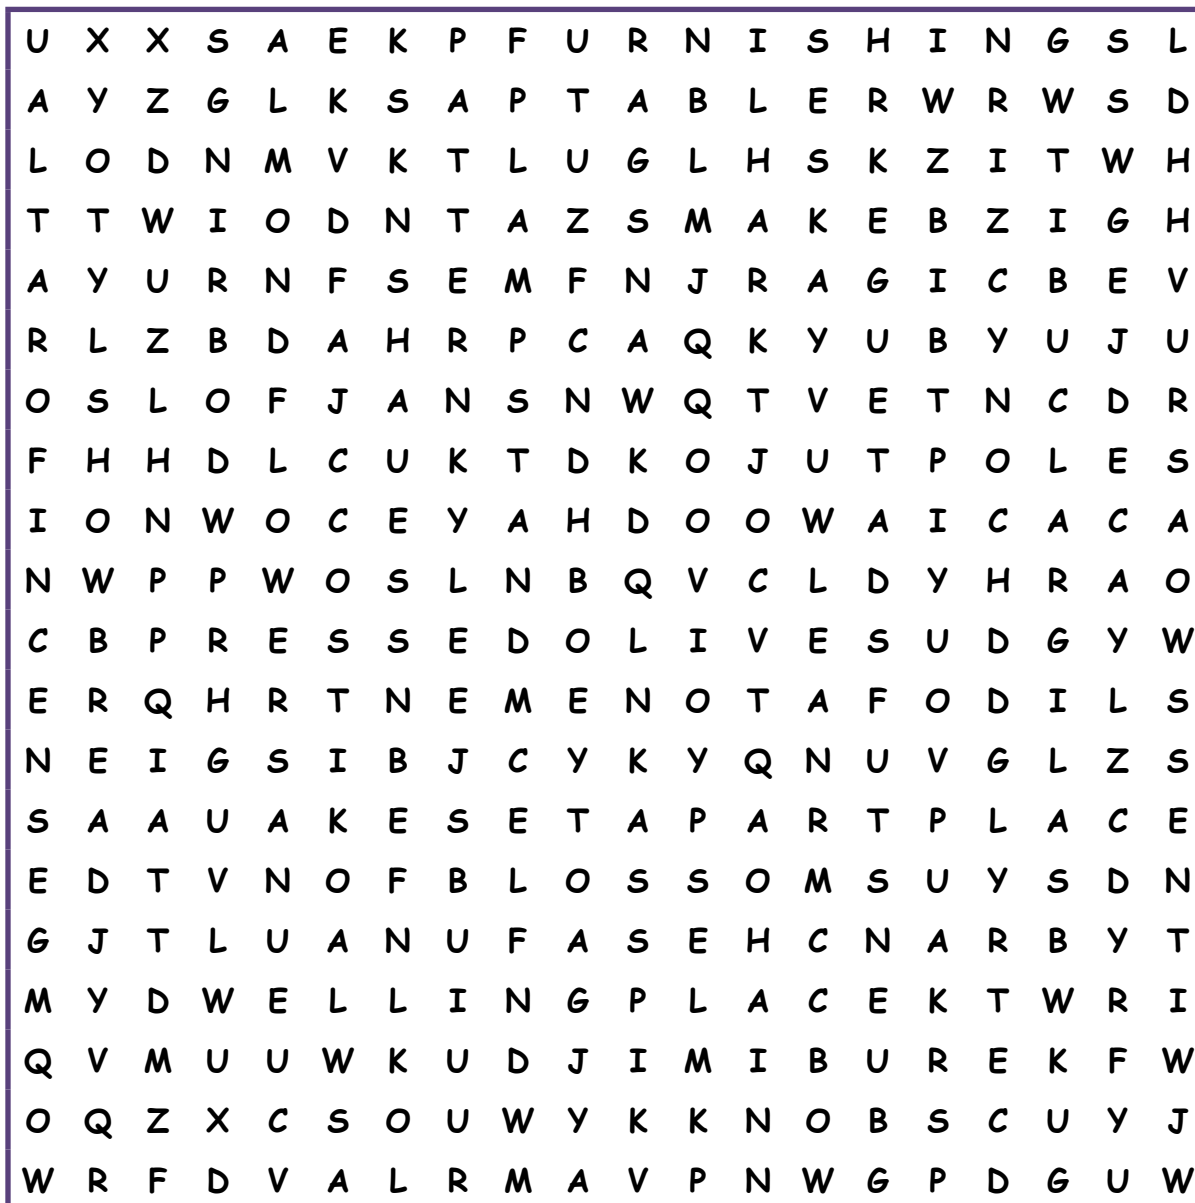 U X X S A E K P F U R N I S H I N G S L
A Y Z G L K S A P T A B L E R W R W S D
L O D N M V K T L U G L H S K Z I T W H
T T W I O D N T A Z S M A K E B Z I G H
A Y U R N F S E M F N J R A G I C B E V
R L Z B D A H R P C A Q K Y U B Y U J U
O S L O F J A N S N W Q T V E T N C D R
F H H D L C U K T D K O J U T P O L E S
I O N W O C E Y A H D O O W A I C A C A
N W P P W O S L N B Q V C L D Y H R A O
C B P R E S S E D O L I V E S U D G Y W
E R Q H R T N E M E N O T A F O D I L S
N E I G S I B J C Y K Y Q N U V G L Z S
S A A U A K E S E T A P A R T P L A C E
E D T V N O F B L O S S O M S U Y S D N
G J T L U A N U F A S E H C N A R B Y T
M Y D W E L L I N G P L A C E K T W R I
Q V M U U W K U D J I M I B U R E K F W
O Q Z X C S O U W Y K K N O B S C U Y J
W R F D V A L R M A V P N W G P D G U W